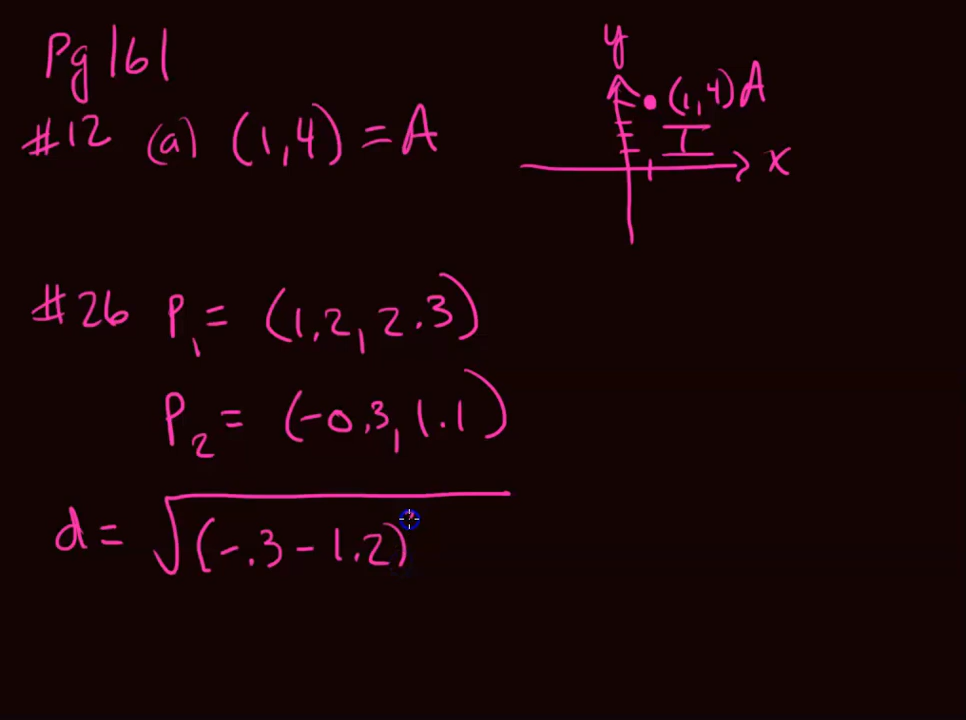 Pg 161
#12 (a) (1,4) = A
y
(1,4) A
I
x
#26 P₁ = (1.2, 2.3)
P₂ = (-0.3, 1.1)
d = √(-.3 - 1.2)